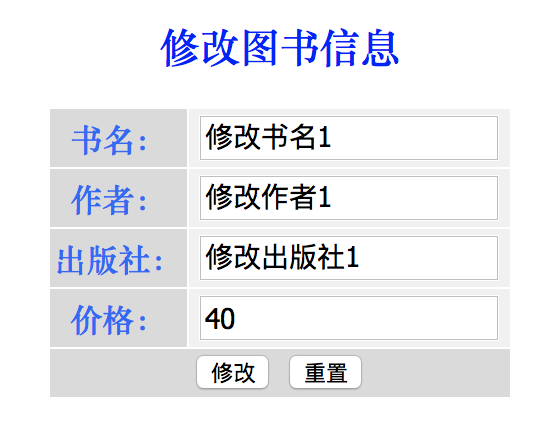 修改图书信息
书名： 修改书名1
作者： 修改作者1
出版社： 修改出版社1
价格： 40
修改 重置